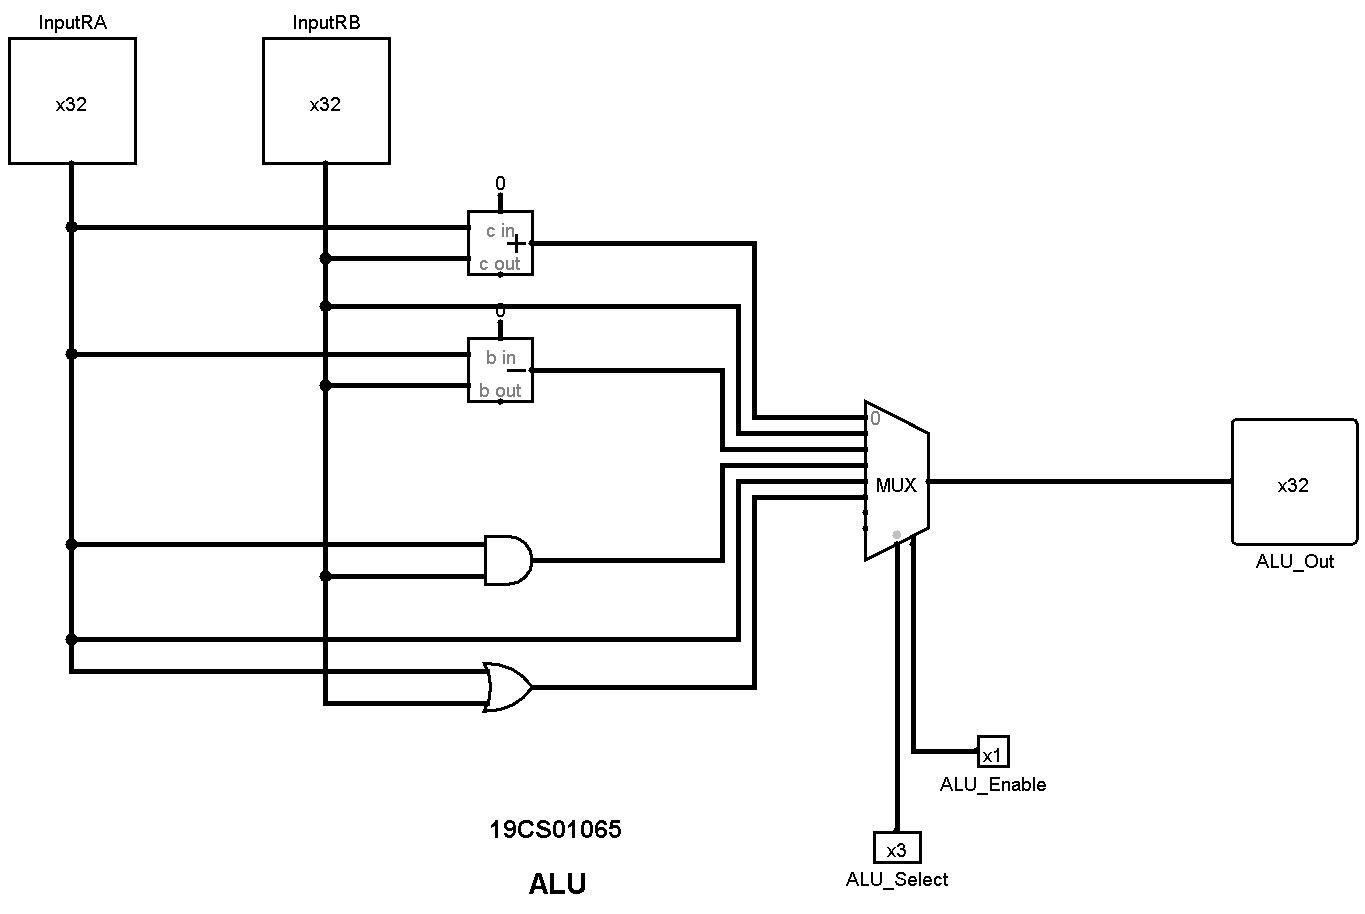 InputRA
InputRB
x32
x32
0
c in
+
c out
0
b in
−
b out
0
MUX
x32
ALU_Out
x1
ALU_Enable
19CS01065
x3
ALU_Select
ALU